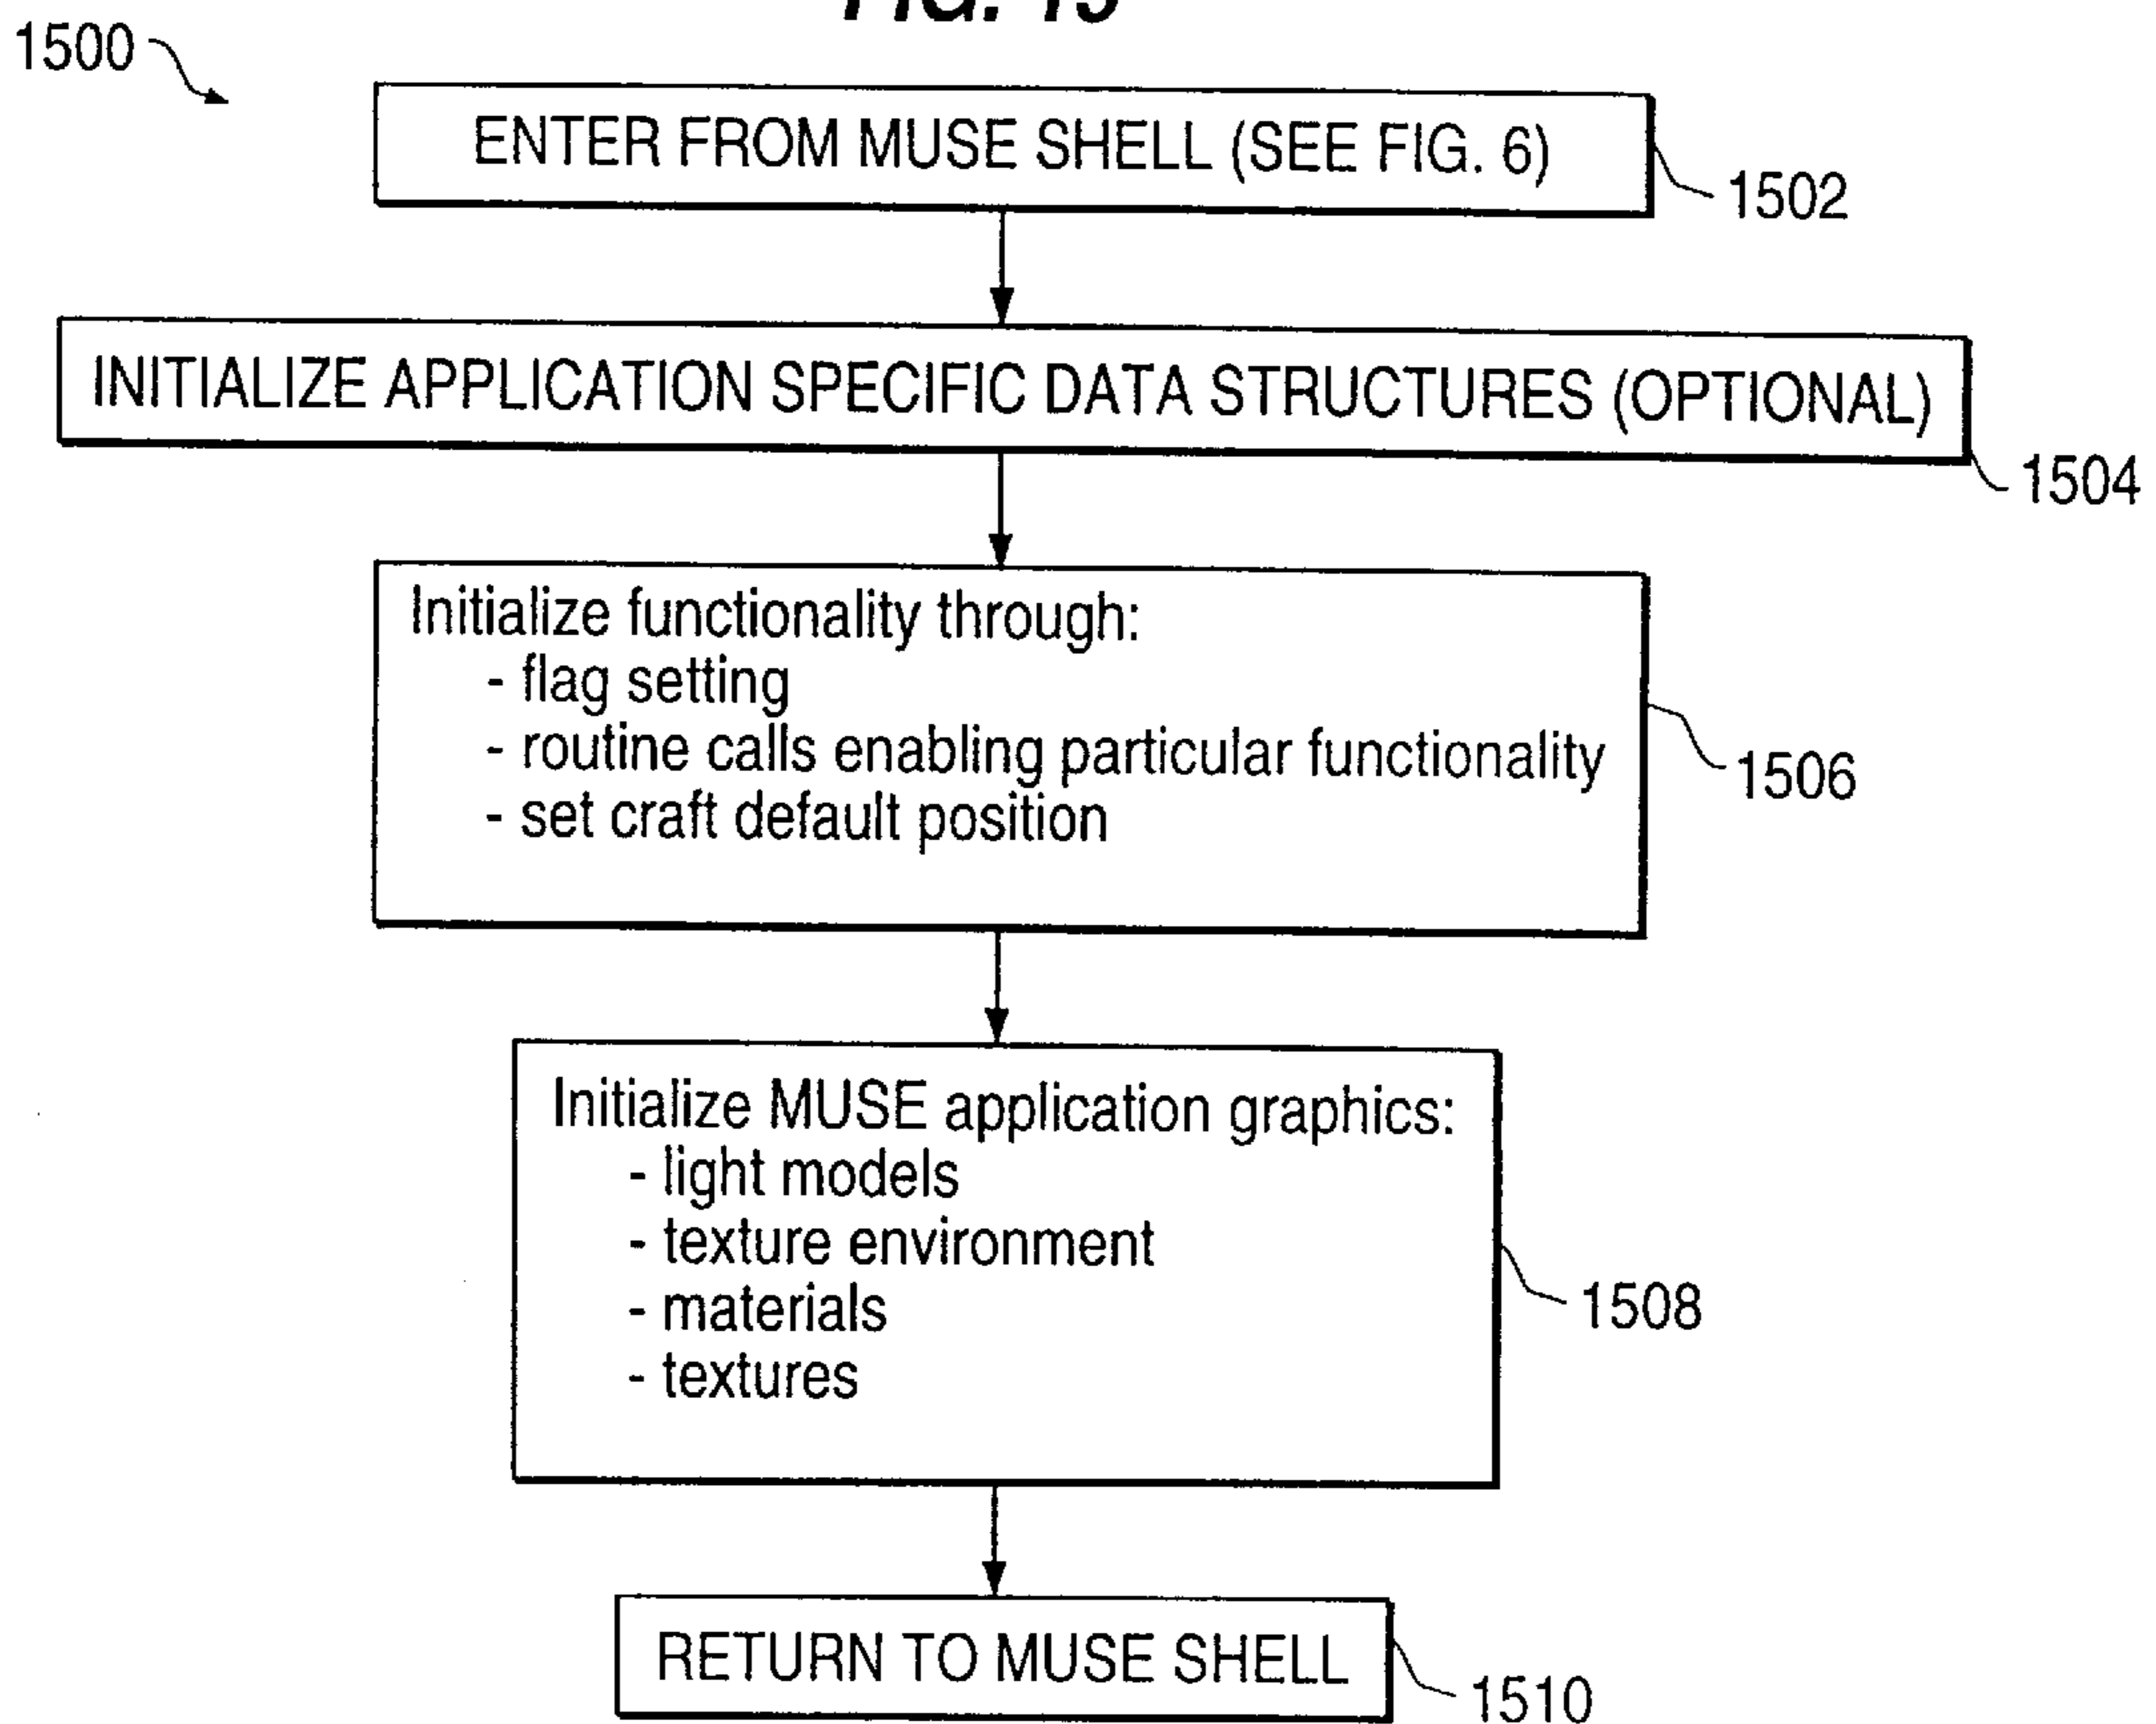 FIG. 15
1500
ENTER FROM MUSE SHELL (SEE FIG. 6)
1502
INITIALIZE APPLICATION SPECIFIC DATA STRUCTURES (OPTIONAL)
1504
Initialize functionality through:
- flag setting
- routine calls enabling particular functionality
- set craft default position
1506
Initialize MUSE application graphics:
- light models
- texture environment
- materials
- textures
1508
RETURN TO MUSE SHELL
1510